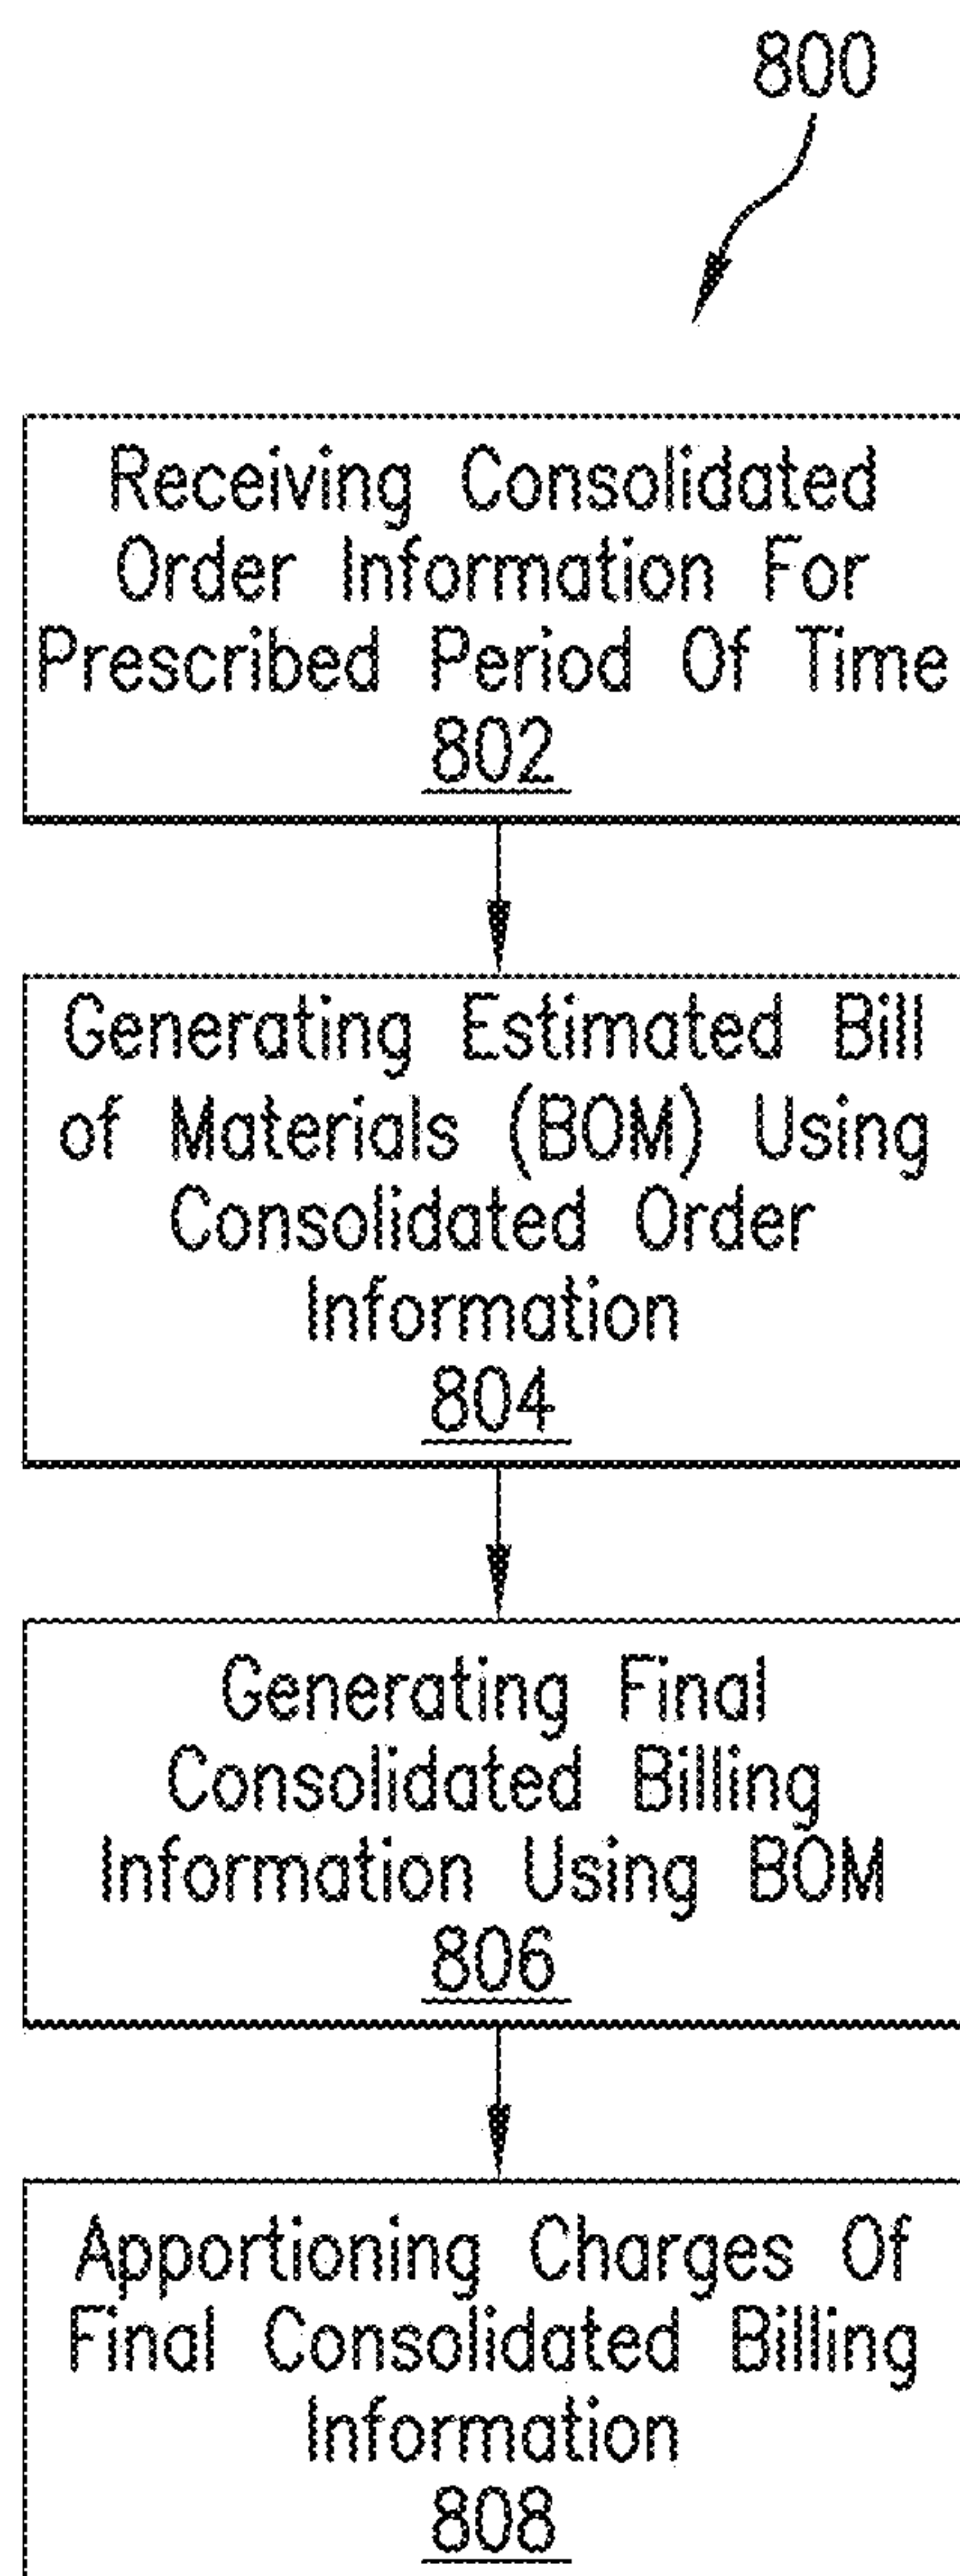 800
Receiving Consolidated
Order Information For
Prescribed Period Of Time
802
Generating Estimated Bill
of Materials (BOM) Using
Consolidated Order
Information
804
Generating Final
Consolidated Billing
Information Using BOM
806
Apportioning Charges Of
Final Consolidated Billing
Information
808